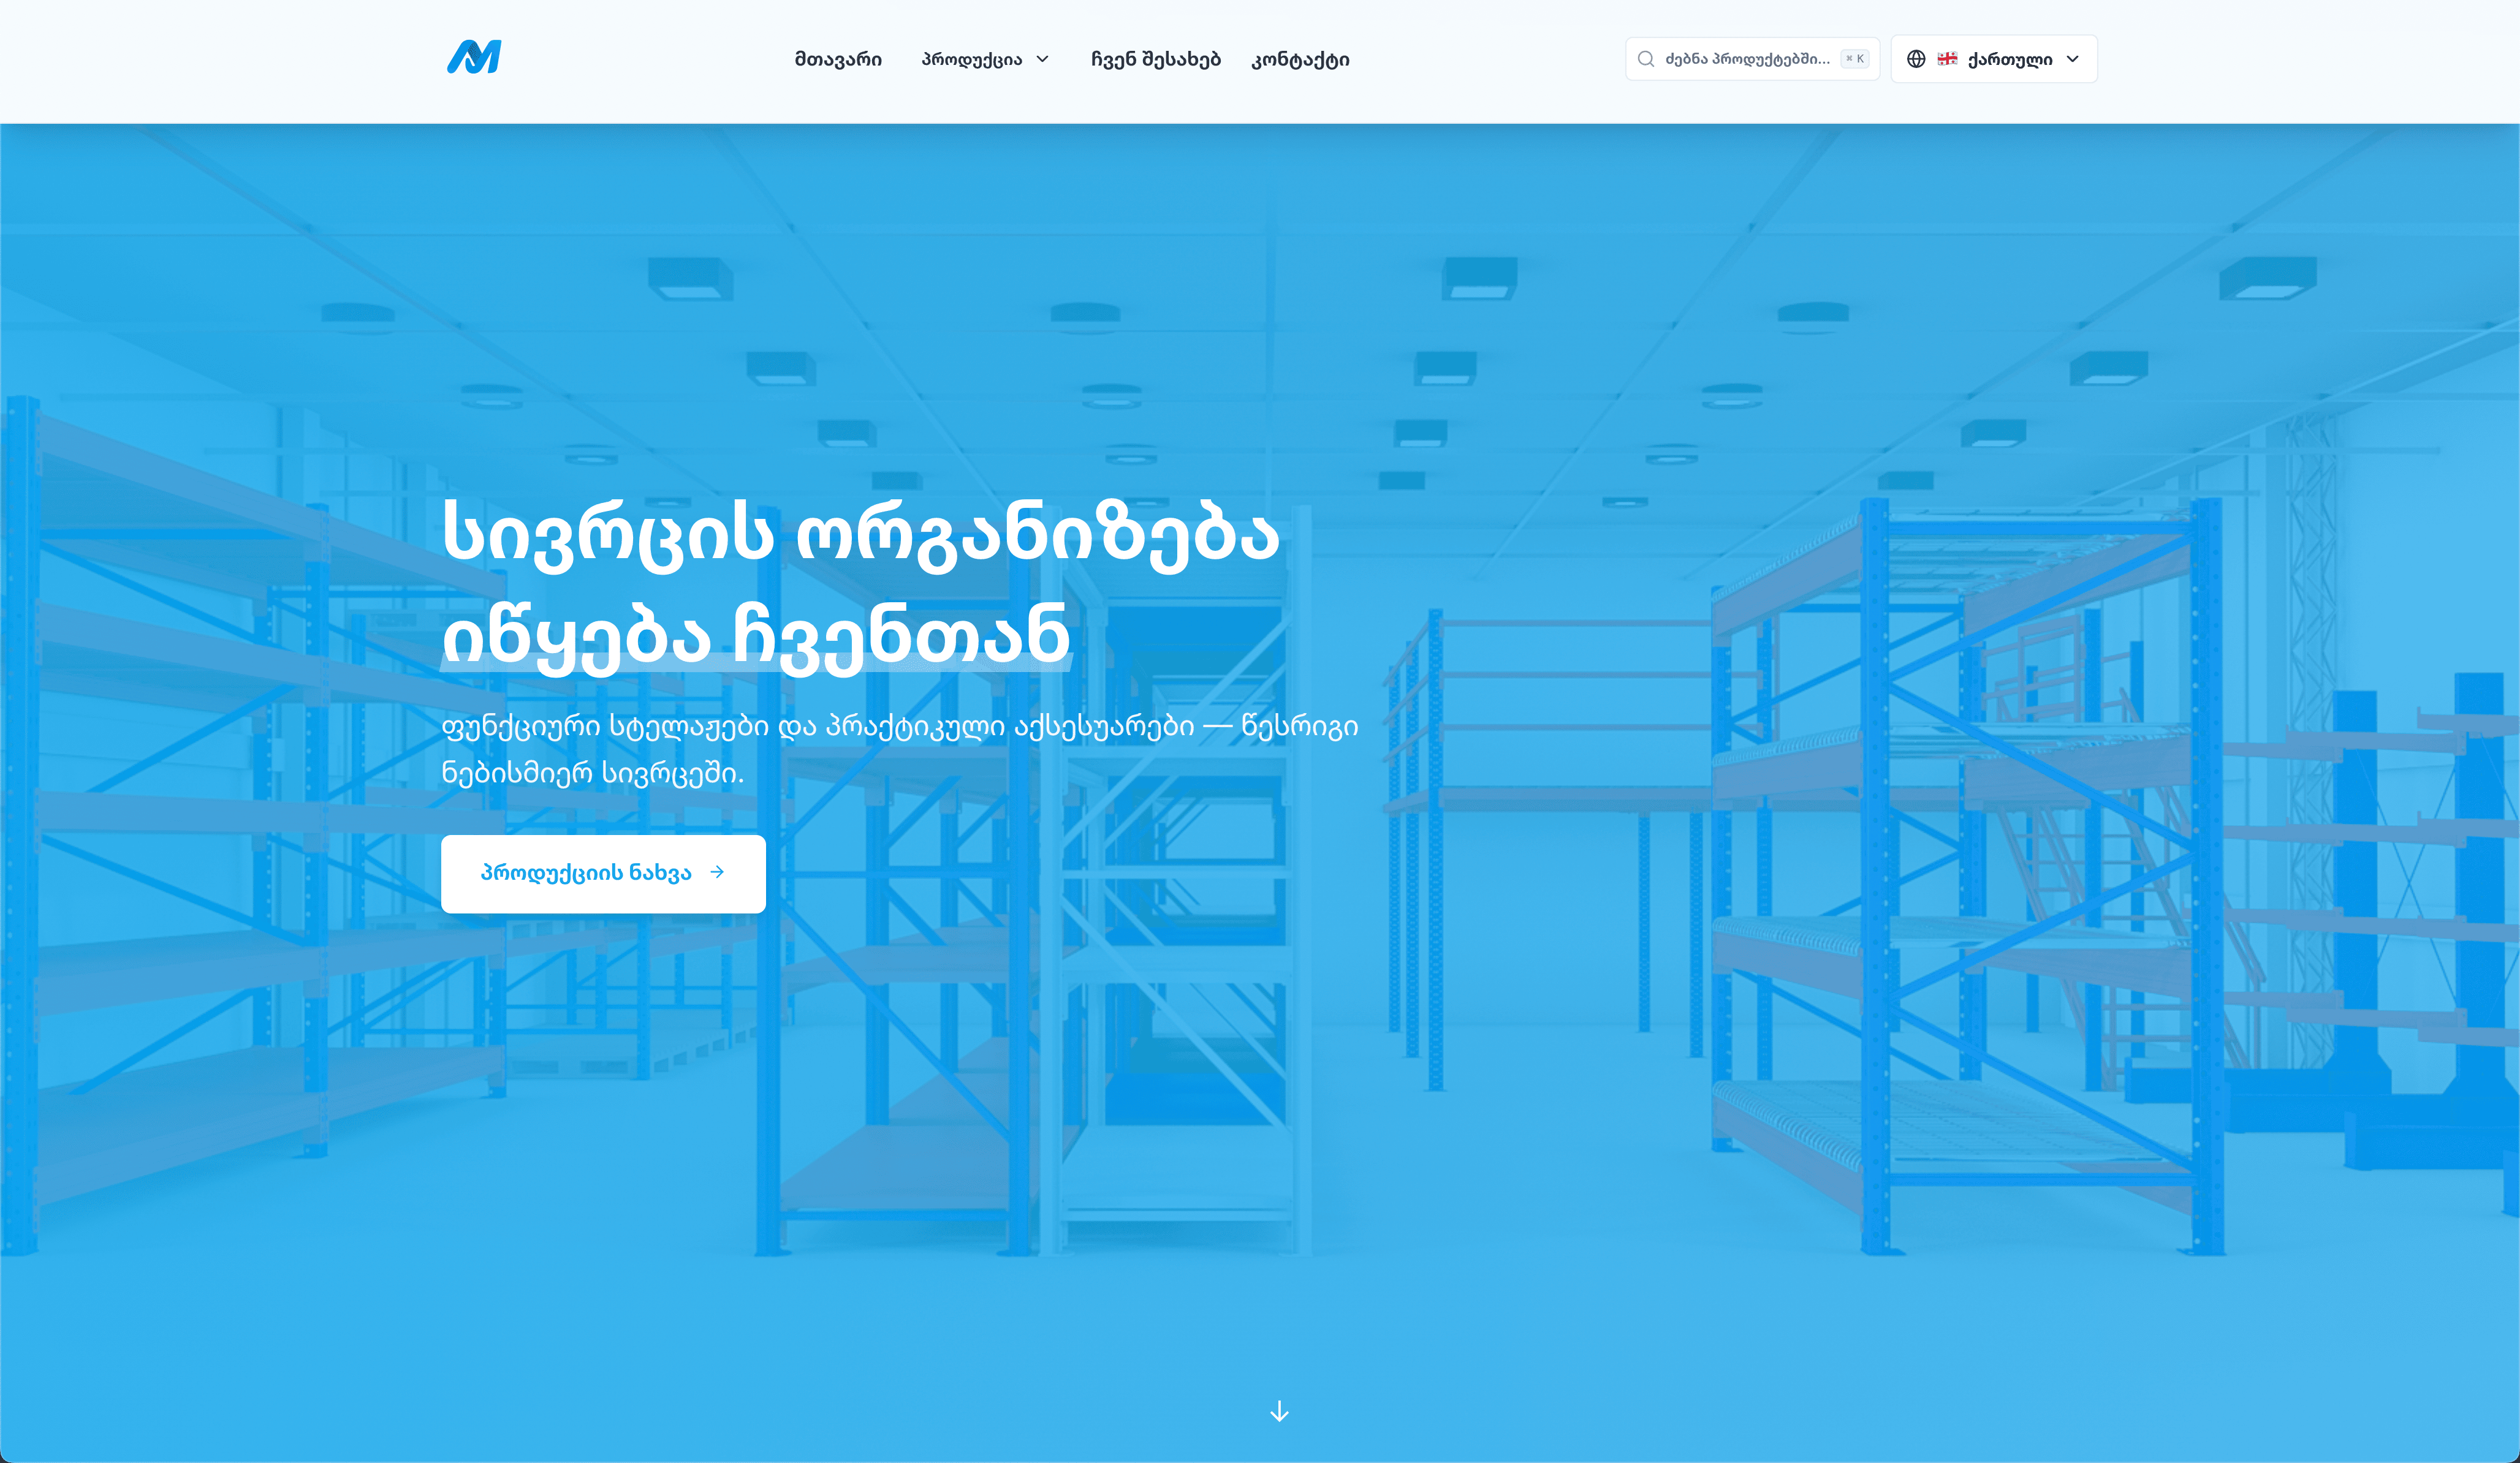 მთავარი
პროდუქცია
ჩვენ შესახებ
კონტაქტი
ძებნა პროდუქტებში...
⌘ K
ქართული
სივრცის ორგანიზება
იწყება ჩვენთან
ფუნქციური სტელაჟები და პრაქტიკული აქსესუარები — წესრიგი
ნებისმიერ სივრცეში.
პროდუქციის ნახვა